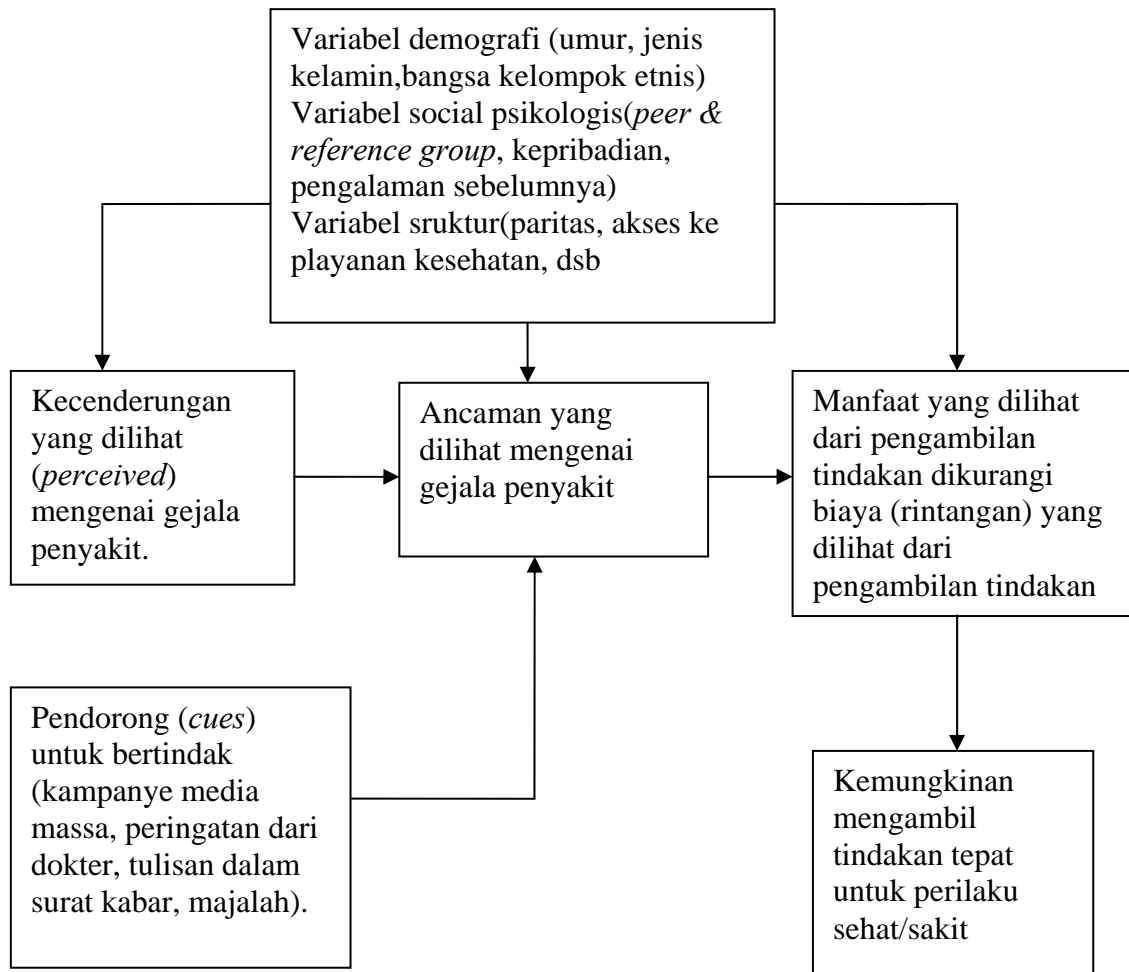 Variabel demografi (umur, jenis
kelamin,bangsa kelompok etnis)
Variabel social psikologis(peer &
reference group, kepribadian,
pengalaman sebelumnya)
Variabel sruktur(paritas, akses ke
playanan kesehatan, dsb
Kecenderungan
yang dilihat
(perceived)
mengenai gejala
penyakit.
Ancaman yang
dilihat mengenai
gejala penyakit
Manfaat yang dilihat
dari pengambilan
tindakan dikurangi
biaya (rintangan) yang
dilihat dari
pengambilan tindakan
Pendorong (cues)
untuk bertindak
(kampanye media
massa, peringatan dari
dokter, tulisan dalam
surat kabar, majalah).
Kemungkinan
mengambil
tindakan tepat
untuk perilaku
sehat/sakit